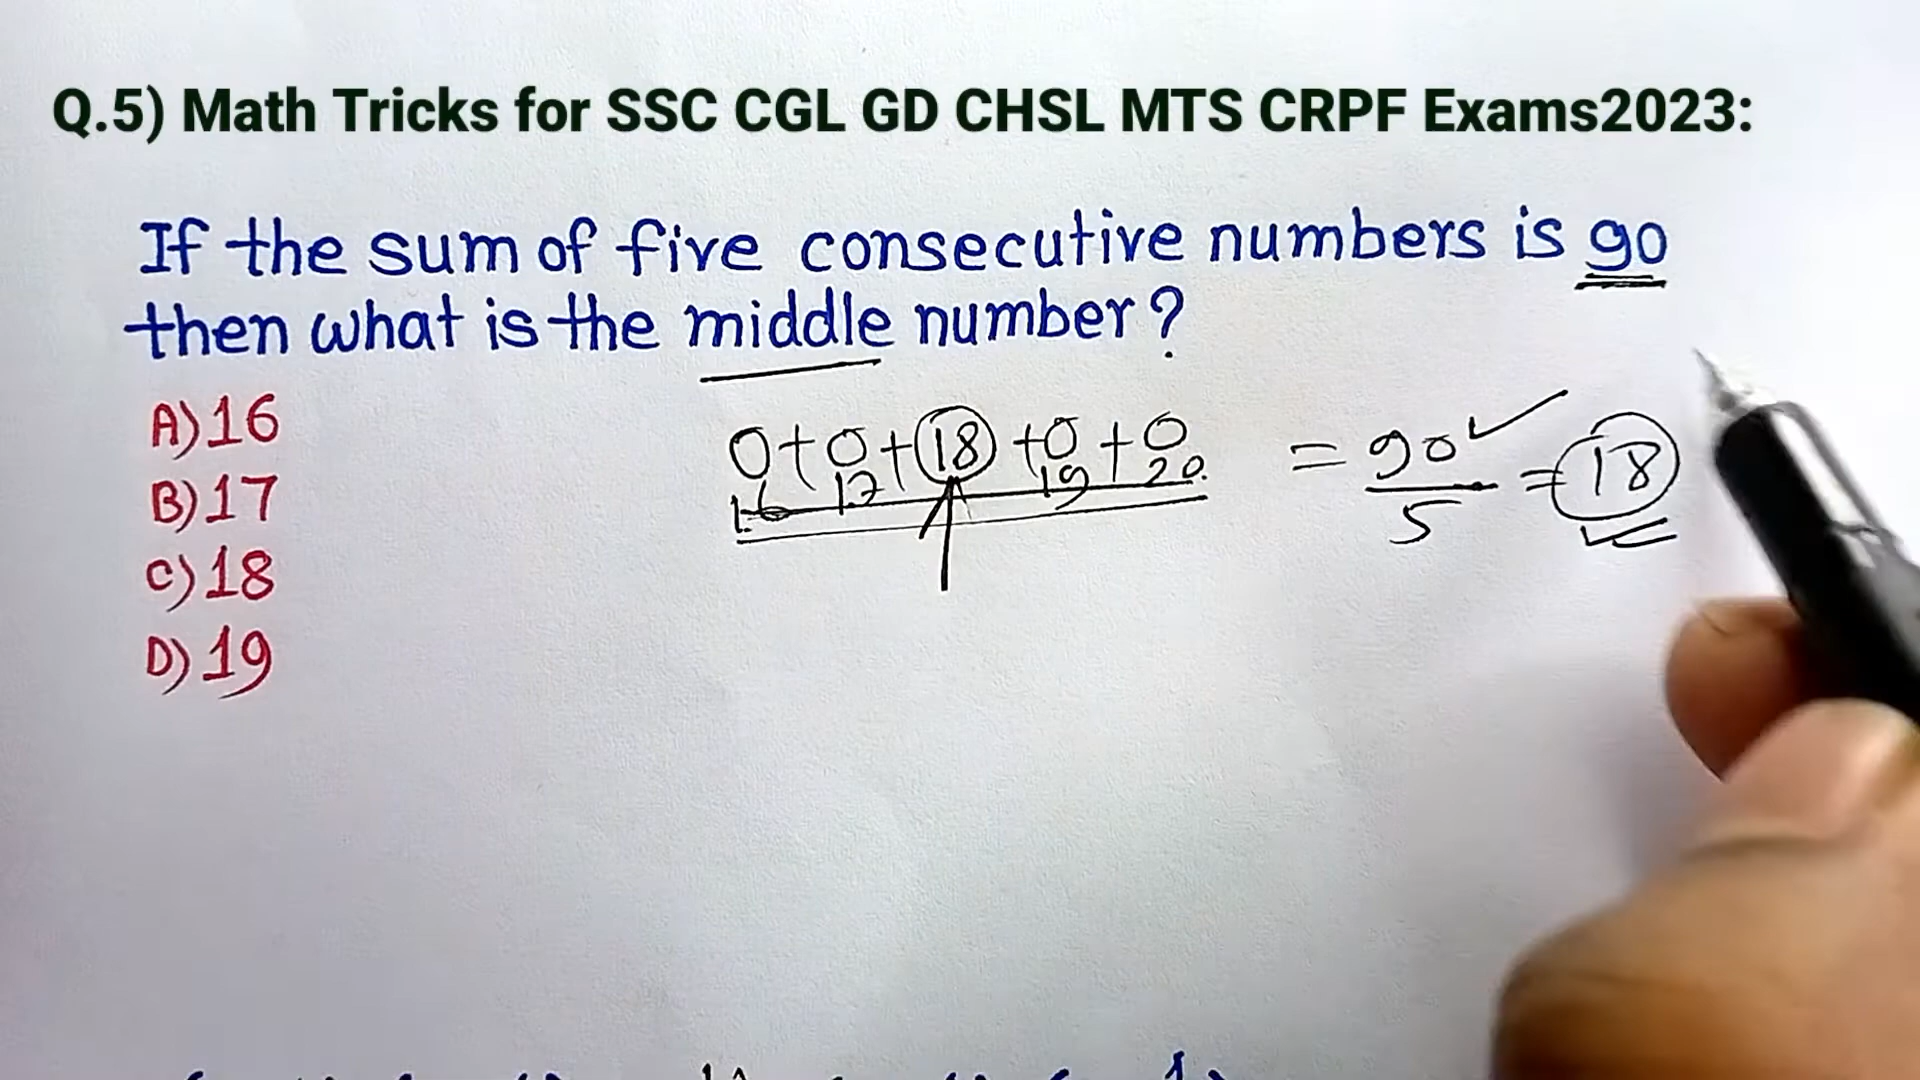 Q.5) Math Tricks for SSC CGL GD CHSL MTS CRPF Exams2023:
If the sum of five consecutive numbers is 90
then what is the middle number?
A) 16
B) 17
C) 18
D) 19
0 + 0 + 18 + 0 + 0 = 90/5 = 18
16 17 19 20